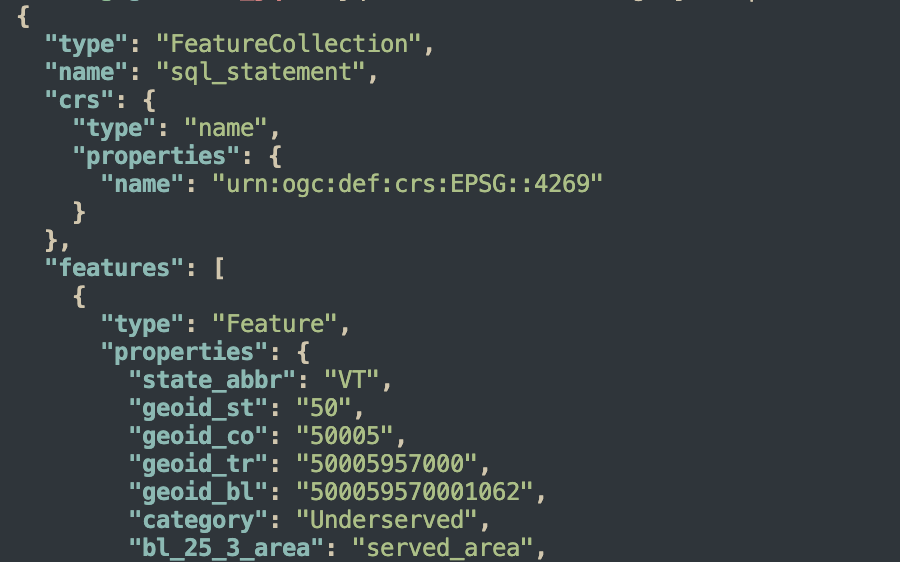 {
  "type": "FeatureCollection",
  "name": "sql_statement",
  "crs": {
    "type": "name",
    "properties": {
      "name": "urn:ogc:def:crs:EPSG::4269"
    }
  },
  "features": [
    {
      "type": "Feature",
      "properties": {
        "state_abbr": "VT",
        "geoid_st": "50",
        "geoid_co": "50005",
        "geoid_tr": "50005957000",
        "geoid_bl": "500059570001062",
        "category": "Underserved",
        "bl_25_3_area": "served_area",